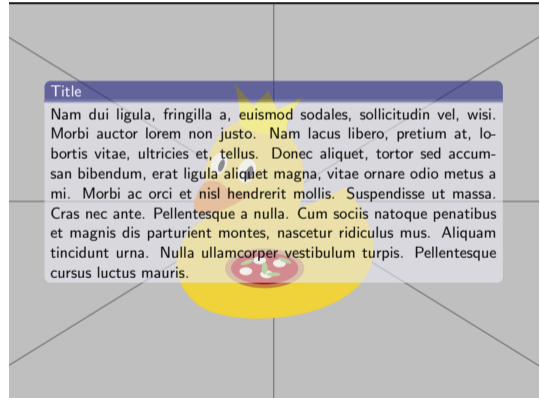 Title
Nam dui ligula, fringilla a, euismod sodales, sollicitudin vel, wisi.
Morbi auctor lorem non justo. Nam lacus libero, pretium at, lo-
bortis vitae, ultricies et, tellus. Donec aliquet, tortor sed accum-
san bibendum, erat ligula aliquet magna, vitae ornare odio metus a
mi. Morbi ac orci et nisl hendrerit mollis. Suspendisse ut massa.
Cras nec ante. Pellentesque a nulla. Cum sociis natoque penatibus
et magnis dis parturient montes, nascetur ridiculus mus. Aliquam
tincidunt urna. Nulla ullamcorper vestibulum turpis. Pellentesque
cursus luctus mauris.